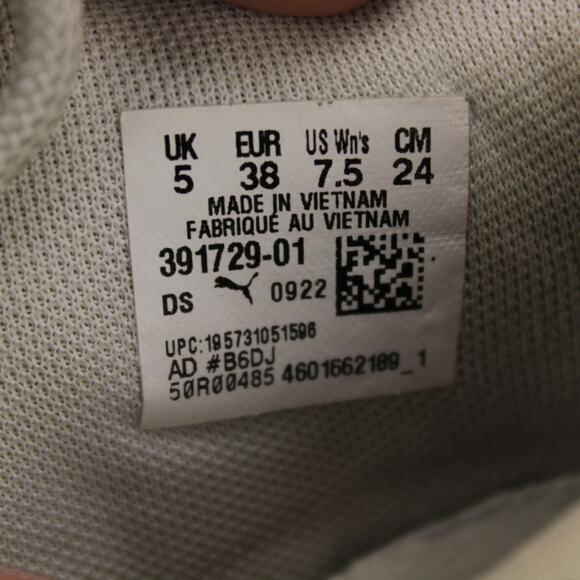 UK EUR US Wn's CM
5 38 7.5 24
MADE IN VIETNAM
FABRIQUÉ AU VIETNAM
391729-01
DS 0922
UPC:195731051596
AD #B6DJ
50R00485 4601662189_1